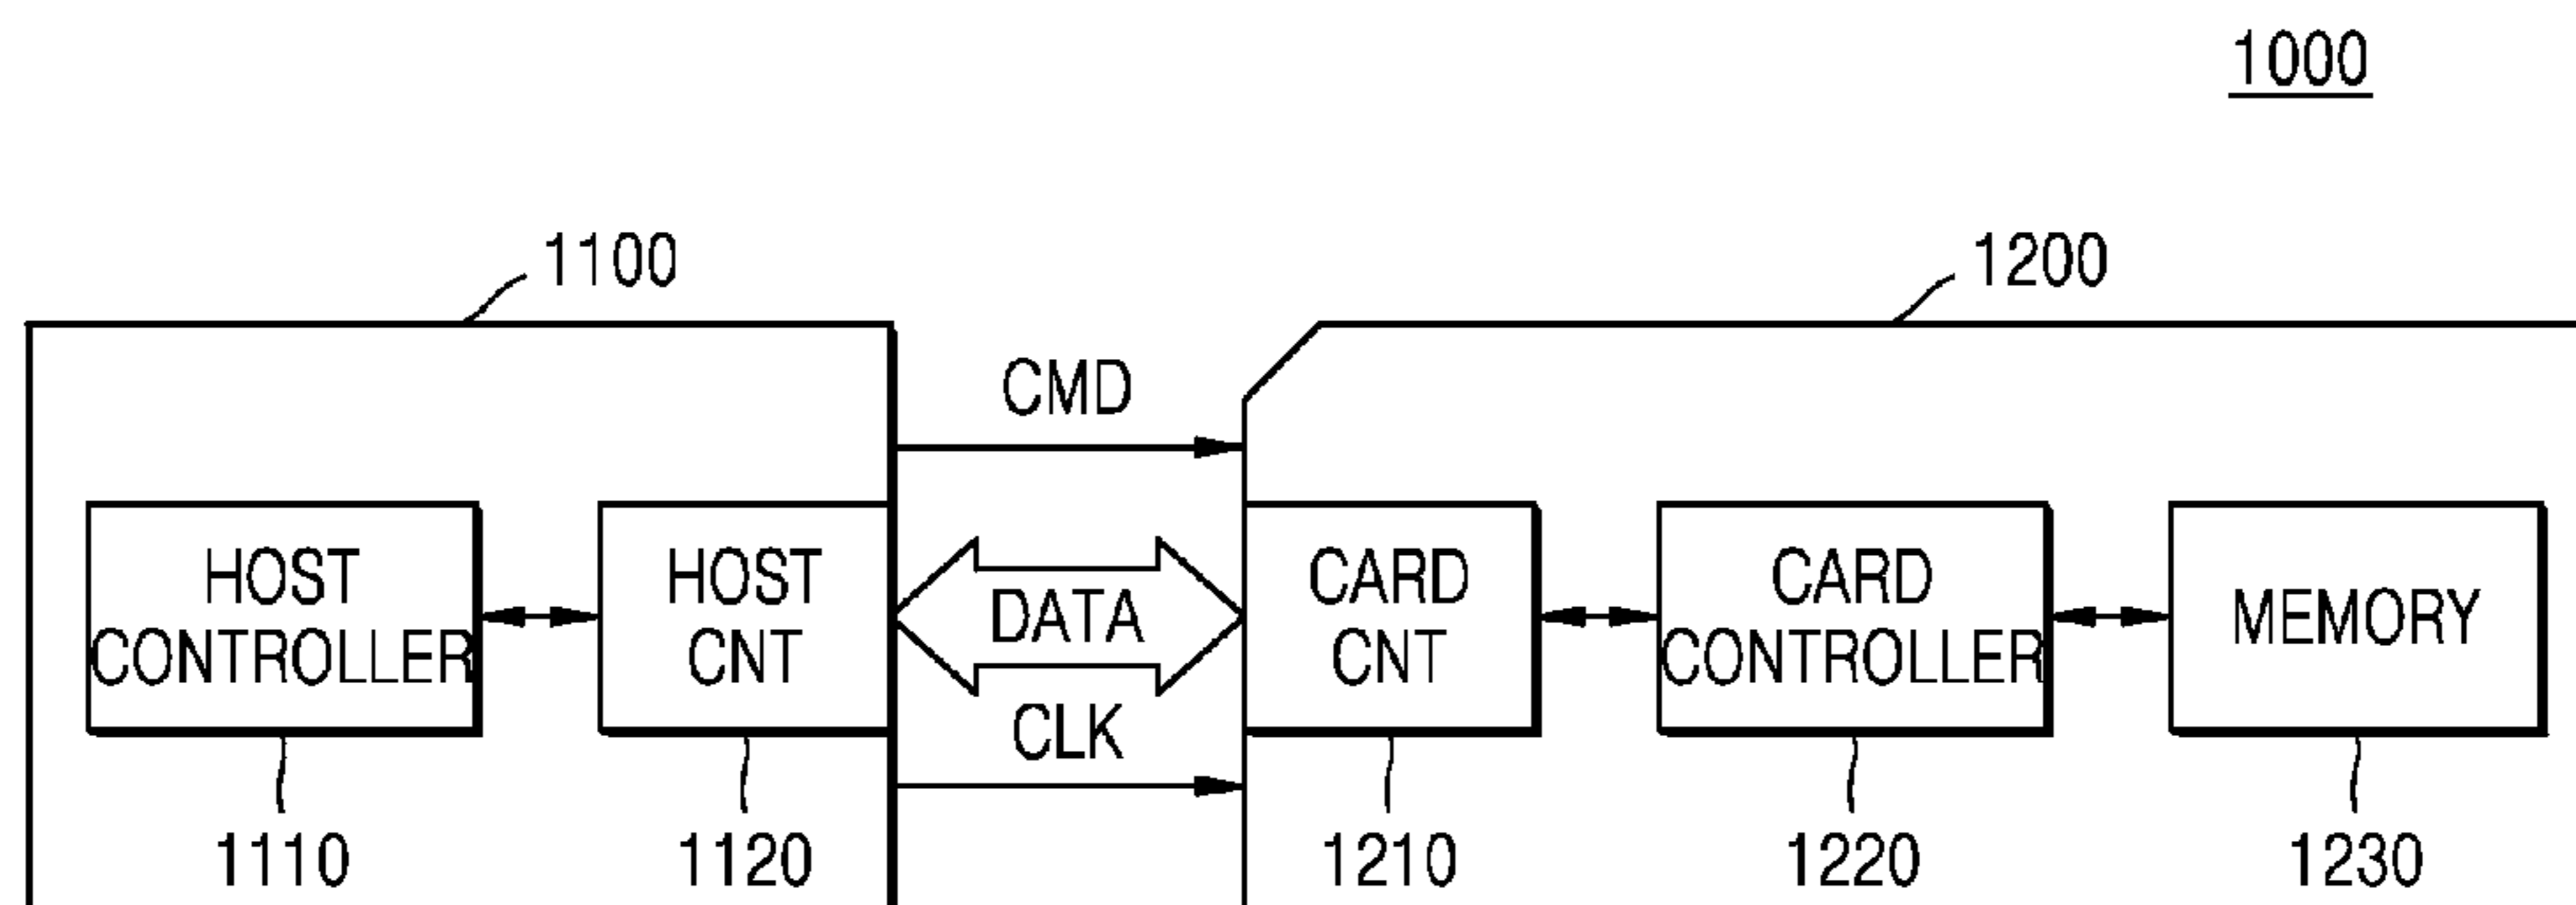 1000
1100
1200
CMD
HOST
CONTROLLER
HOST
CNT
DATA
CARD
CNT
CARD
CONTROLLER
MEMORY
CLK
1110
1120
1210
1220
1230